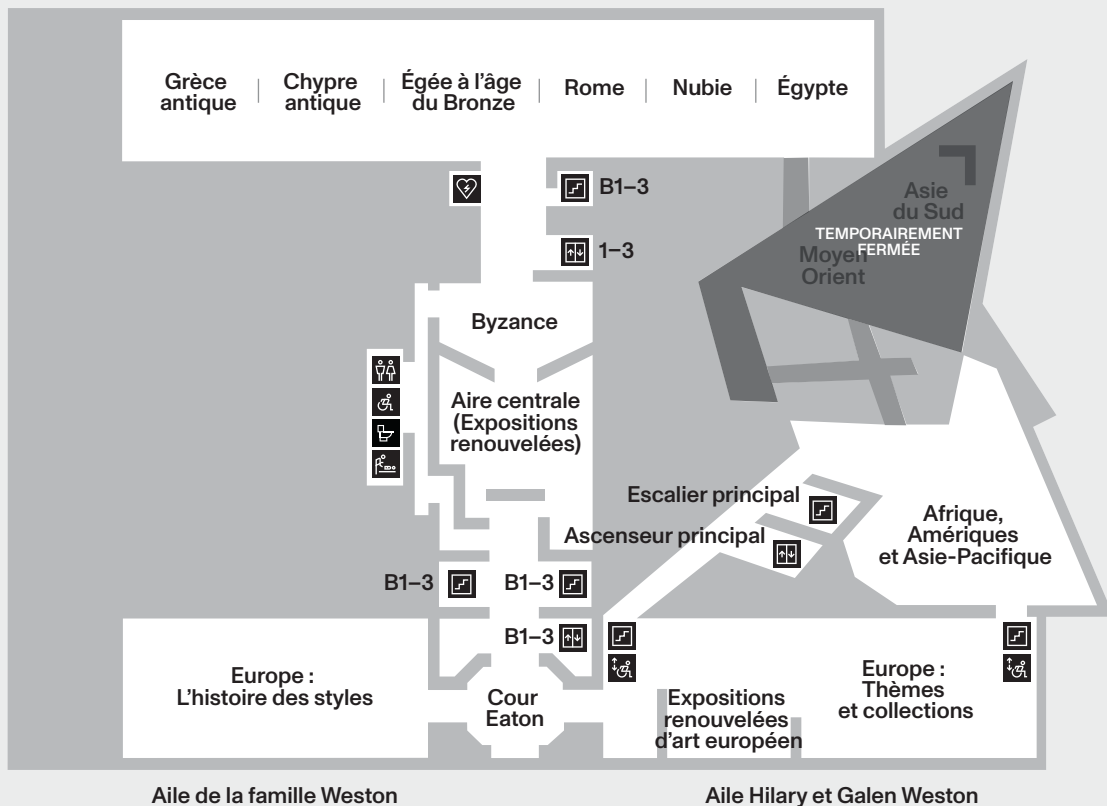 Grèce
antique
Chypre
antique
Égée à l'âge
du Bronze
Rome
Nubie
Égypte
B1–3
1–3
Asie
du Sud
TEMPORAIREMENT
FERMÉE
Moyen
Orient
Byzance
Aire centrale
(Expositions
renouvelées)
Escalier principal
Ascenseur principal
Afrique,
Amériques
et Asie-Pacifique
B1–3
B1–3
B1–3
Europe :
L'histoire des styles
Cour
Eaton
Expositions
renouvelées
d'art européen
Europe :
Thèmes
et collections
Aile de la famille Weston
Aile Hilary et Galen Weston